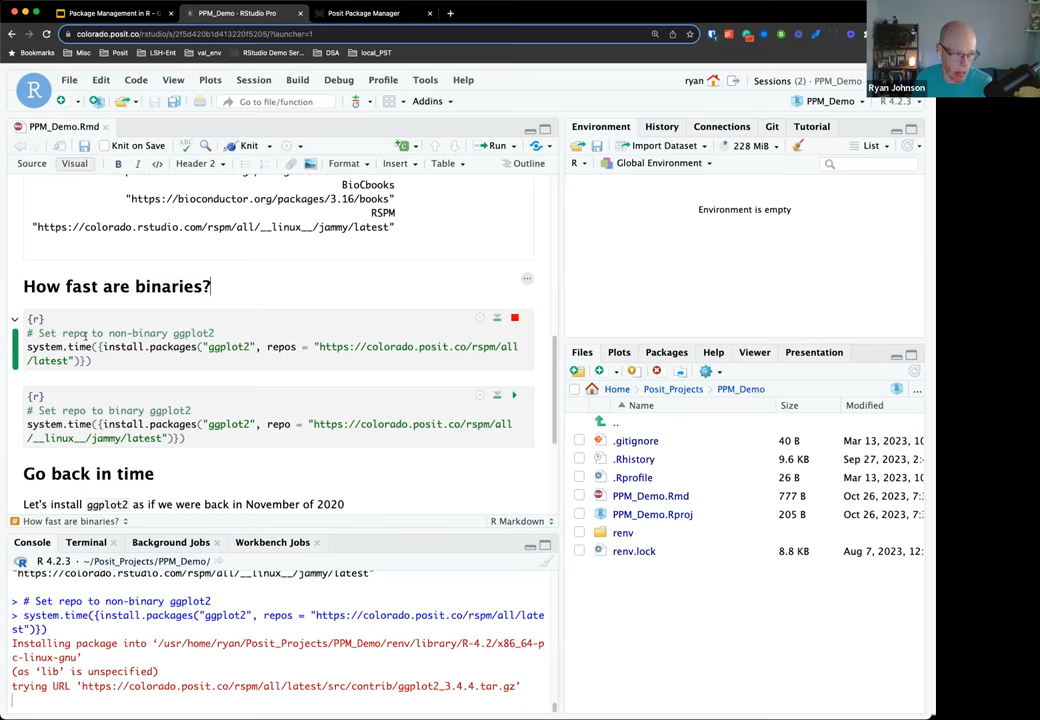 Package Management in R - G
PPM_Demo - RStudio Pro
Posit Package Manager
colorado.posit.co/rstudio/s/2f5d420b1d413220f5205/?launcher=1
Bookmarks Misc Posit LSH-Ent val_env RStudio Demo Ser... DSA local_PST
Ryan Johnson
File Edit Code View Plots Session Build Debug Profile Tools Help
ryan Sessions (2) PPM_Demo
Go to file/function Addins
PPM_Demo R 4.2.3
PPM_Demo.Rmd
Knit on Save ABC Knit Run
Source Visual B I Header 2 Format Insert Table Outline
BioCbooks
"https://bioconductor.org/packages/3.16/books"
RSPM
"https://colorado.rstudio.com/rspm/all/__linux__/jammy/latest"
How fast are binaries?
{r}
# Set repo to non-binary ggplot2
system.time({install.packages("ggplot2", repos = "https://colorado.posit.co/rspm/all
/latest")})
{r}
# Set repo to binary ggplot2
system.time({install.packages("ggplot2", repo = "https://colorado.posit.co/rspm/all
/__linux__/jammy/latest")})
Go back in time
Let's install ggplot2 as if we were back in November of 2020
How fast are binaries? R Markdown
Console Terminal Background Jobs Workbench Jobs
R 4.2.3 · ~/Posit_Projects/PPM_Demo/
"https://colorado.rstudio.com/rspm/all/__linux__/jammy/latest"
> # Set repo to non-binary ggplot2
> system.time({install.packages("ggplot2", repos = "https://colorado.posit.co/rspm/all/late
st")})
Installing package into ‘/usr/home/ryan/Posit_Projects/PPM_Demo/renv/library/R-4.2/x86_64-p
c-linux-gnu’
(as ‘lib’ is unspecified)
trying URL 'https://colorado.posit.co/rspm/all/latest/src/contrib/ggplot2_3.4.4.tar.gz'
Environment History Connections Git Tutorial
Import Dataset 228 MiB List
R Global Environment
Environment is empty
Files Plots Packages Help Viewer Presentation
Home Posit_Projects PPM_Demo
Name Size Modified
..
.gitignore 40 B Mar 13, 2023,
.Rhistory 9.6 KB Sep 27, 2023, 2:
.Rprofile 26 B Mar 13, 2023,
PPM_Demo.Rmd 777 B Oct 26, 2023, 7:
PPM_Demo.Rproj 205 B Oct 26, 2023, 7:
renv
renv.lock 8.8 KB Aug 7, 2023, 12: